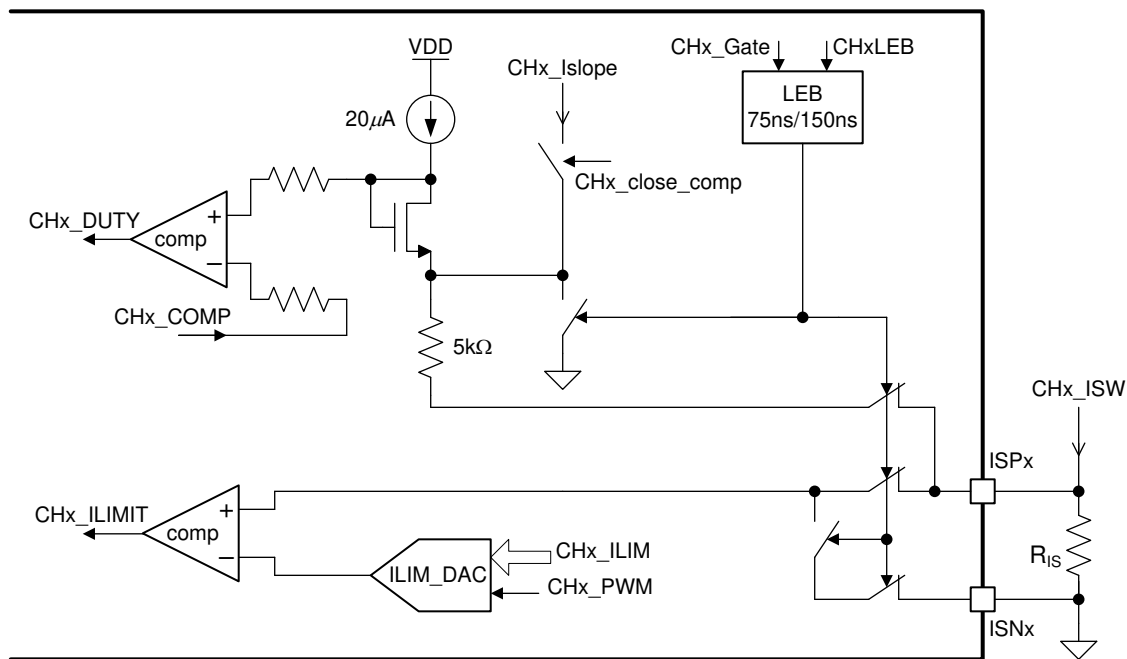 CHx_Gate CHxLEB
VDD
CHx_Islope
LEB
75ns/150ns
20μA
CHx_close_comp
CHx_DUTY
+
comp
−
CHx_COMP
5kΩ
CHx_ISW
ISPx
CHx_ILIMIT
+
comp
−
CHx_ILIM
ILIM_DAC
CHx_PWM
RIS
ISNx